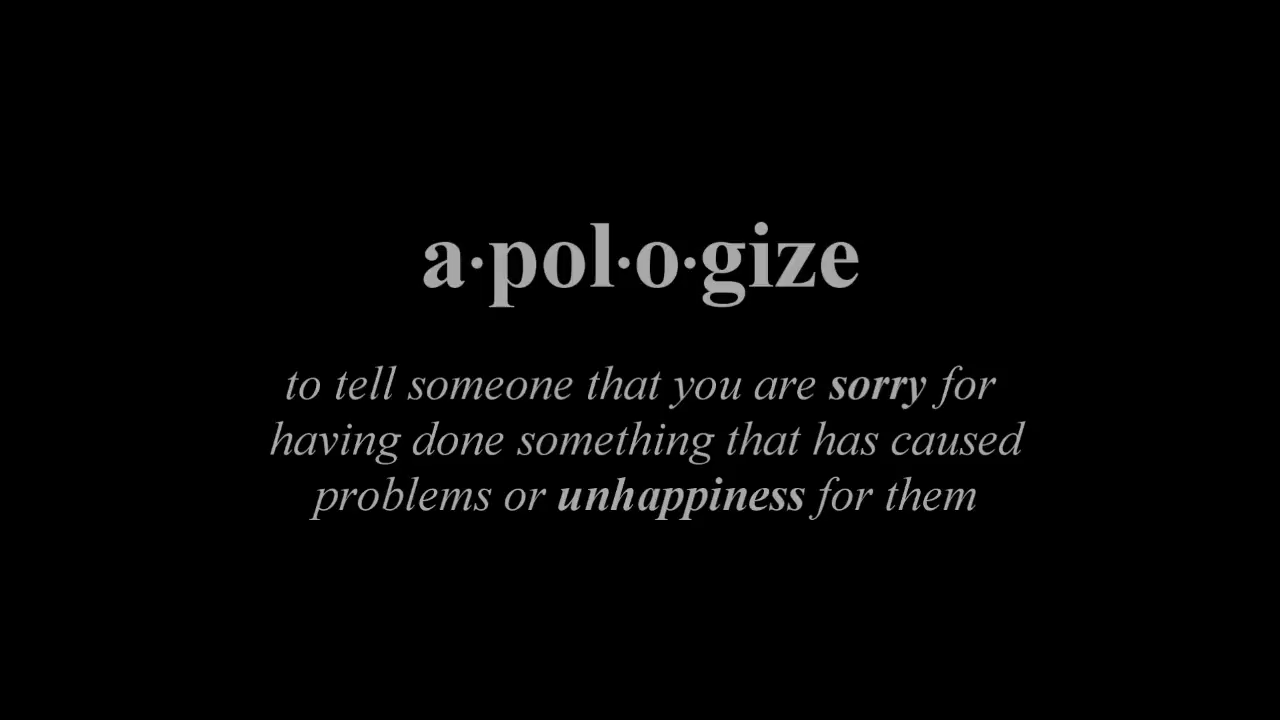 a·pol·o·gize
to tell someone that you are sorry for
having done something that has caused
problems or unhappiness for them